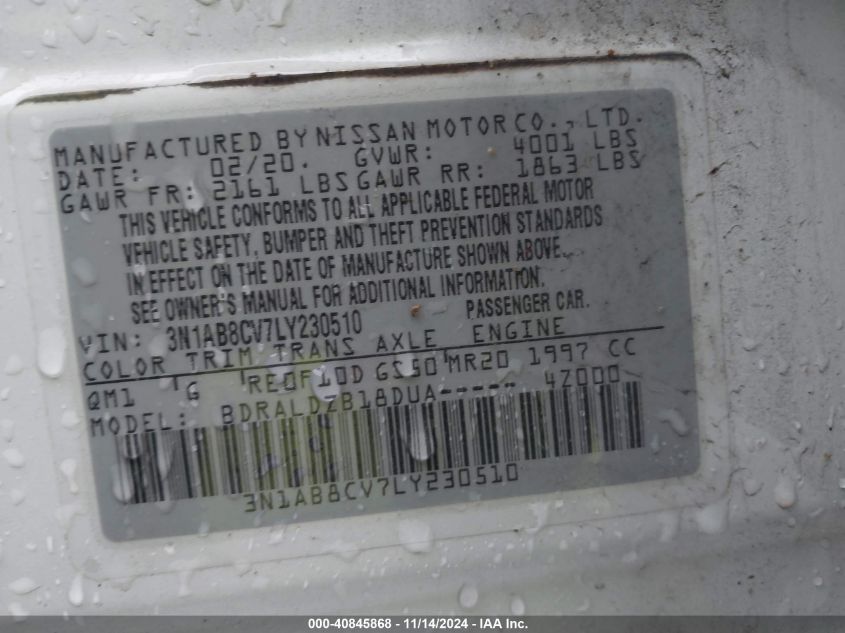 MANUFACTURED BY NISSAN MOTOR CO., LTD.
DATE: 02/20. GVWR: 4001 LBS
GAWR FR: 2161 LBS GAWR RR: 1863 LBS
THIS VEHICLE CONFORMS TO ALL APPLICABLE FEDERAL MOTOR
VEHICLE SAFETY, BUMPER AND THEFT PREVENTION STANDARDS
IN EFFECT ON THE DATE OF MANUFACTURE SHOWN ABOVE.
SEE OWNER'S MANUAL FOR ADDITIONAL INFORMATION.
VIN: 3N1AB8CV7LY230510 PASSENGER CAR.
COLOR TRIM TRANS AXLE ENGINE
QM1 G RE0F10D GS50 MR20 1997 CC
MODEL: BDRALDZB18DUA----- 4Z000
3N1AB8CV7LY230510
000-40845868 - 11/14/2024 - IAA Inc.